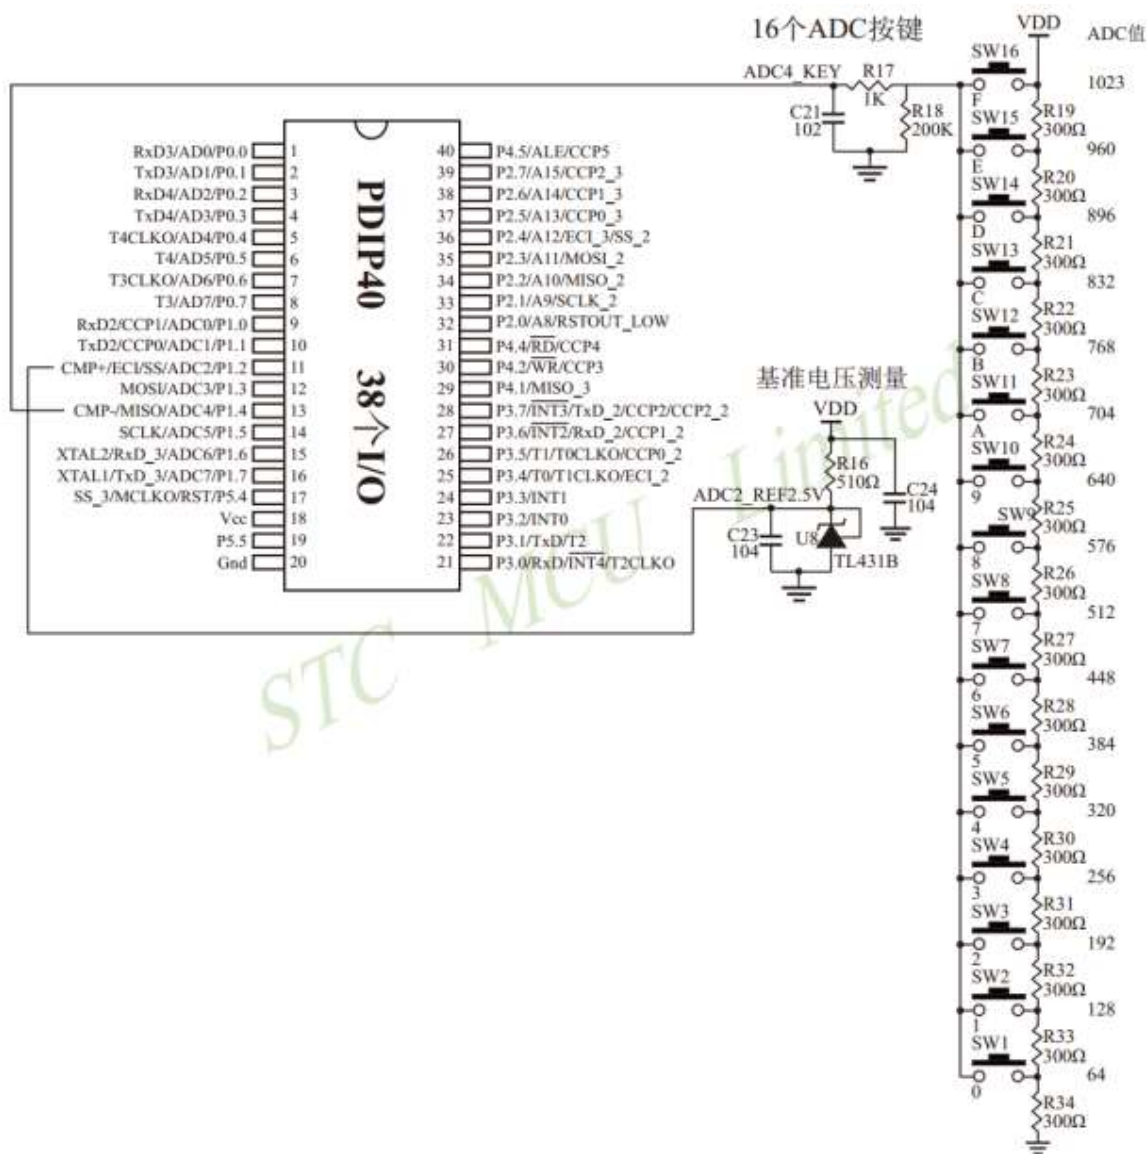 16个ADC按键
VDD
ADC值
ADC4_KEY
R17
1K
C21
102
R18
200K
SW16
F
1023
R19
300Ω
SW15
E
960
R20
300Ω
SW14
D
896
R21
300Ω
SW13
C
832
R22
300Ω
SW12
B
768
R23
300Ω
SW11
A
704
R24
300Ω
SW10
9
640
R25
300Ω
SW9
8
576
R26
300Ω
SW8
7
512
R27
300Ω
SW7
6
448
R28
300Ω
SW6
5
384
R29
300Ω
SW5
4
320
R30
300Ω
SW4
3
256
R31
300Ω
SW3
2
192
R32
300Ω
SW2
1
128
R33
300Ω
SW1
0
64
R34
300Ω
PDIP40 38个I/O
RxD3/AD0/P0.0 1
TxD3/AD1/P0.1 2
RxD4/AD2/P0.2 3
TxD4/AD3/P0.3 4
T4CLKO/AD4/P0.4 5
T4/AD5/P0.5 6
T3CLKO/AD6/P0.6 7
T3/AD7/P0.7 8
RxD2/CCP1/ADC0/P1.0 9
TxD2/CCP0/ADC1/P1.1 10
CMP+/ECI/SS/ADC2/P1.2 11
MOSI/ADC3/P1.3 12
CMP-/MISO/ADC4/P1.4 13
SCLK/ADC5/P1.5 14
XTAL2/RxD_3/ADC6/P1.6 15
XTAL1/TxD_3/ADC7/P1.7 16
SS_3/MCLKO/RST/P5.4 17
Vcc 18
P5.5 19
Gnd 20
40 P4.5/ALE/CCP5
39 P2.7/A15/CCP2_3
38 P2.6/A14/CCP1_3
37 P2.5/A13/CCP0_3
36 P2.4/A12/ECI_3/SS_2
35 P2.3/A11/MOSI_2
34 P2.2/A10/MISO_2
33 P2.1/A9/SCLK_2
32 P2.0/A8/RSTOUT_LOW
31 P4.4/RD/CCP4
30 P4.2/WR/CCP3
29 P4.1/MISO_3
28 P3.7/INT3/TxD_2/CCP2/CCP2_2
27 P3.6/INT2/RxD_2/CCP1_2
26 P3.5/T1/T0CLKO/CCP0_2
25 P3.4/T0/T1CLKO/ECI_2
24 P3.3/INT1
23 P3.2/INT0
22 P3.1/TxD/T2
21 P3.0/RxD/INT4/T2CLKO
基准电压测量
VDD
R16
510Ω
C24
104
ADC2_REF2.5V
C23
104
U8
TL431B
STC MCU Limited